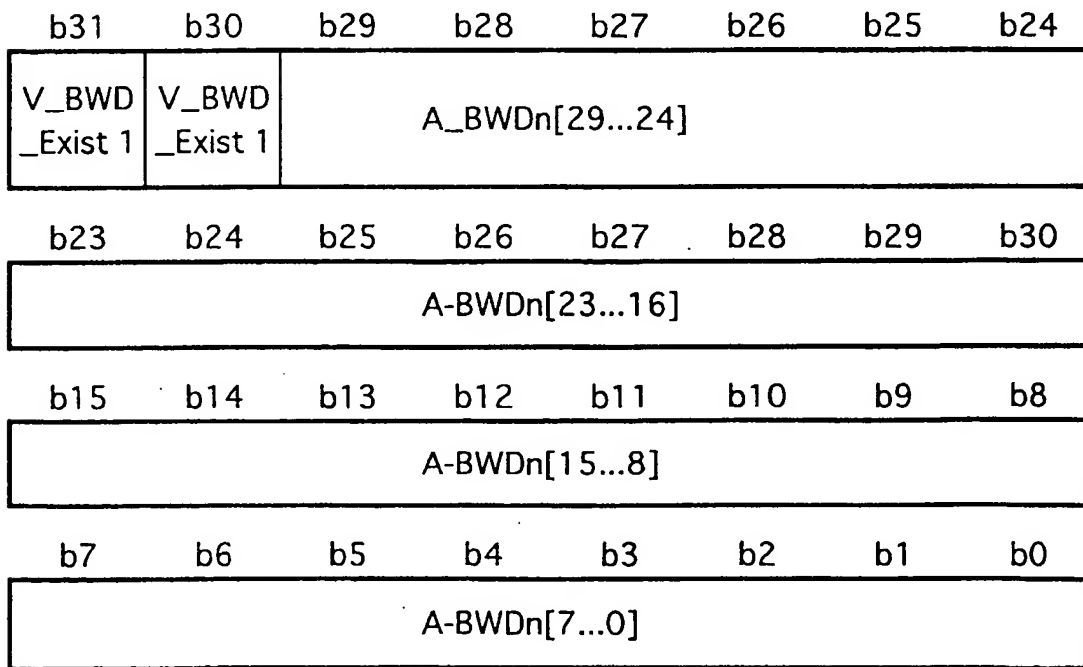 b31 b30 b29 b28 b27 b26 b25 b24
V_BWD V_BWD
_Exist 1 _Exist 1
A_BWDn[29...24]
b23 b24 b25 b26 b27 b28 b29 b30
A-BWDn[23...16]
b15 b14 b13 b12 b11 b10 b9 b8
A-BWDn[15...8]
b7 b6 b5 b4 b3 b2 b1 b0
A-BWDn[7...0]